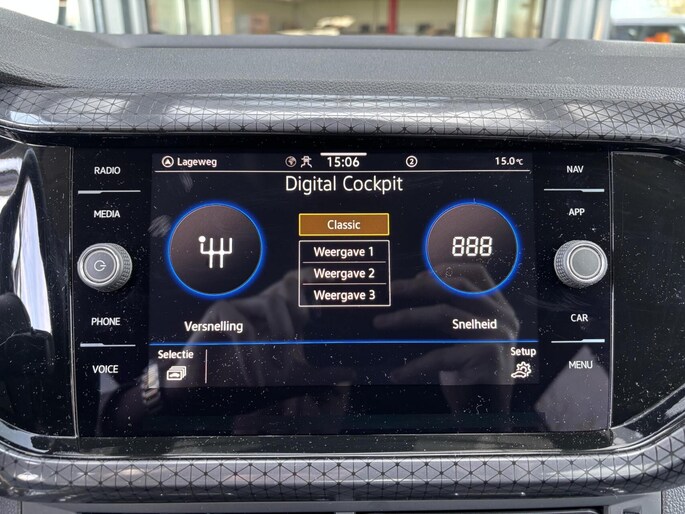 RADIO
MEDIA
PHONE
VOICE
Lageweg 15:06 2 15.0°C
Digital Cockpit
Classic
Weergave 1
Weergave 2
Weergave 3
888
Versnelling
Snelheid
Selectie
Setup
NAV
APP
CAR
MENU